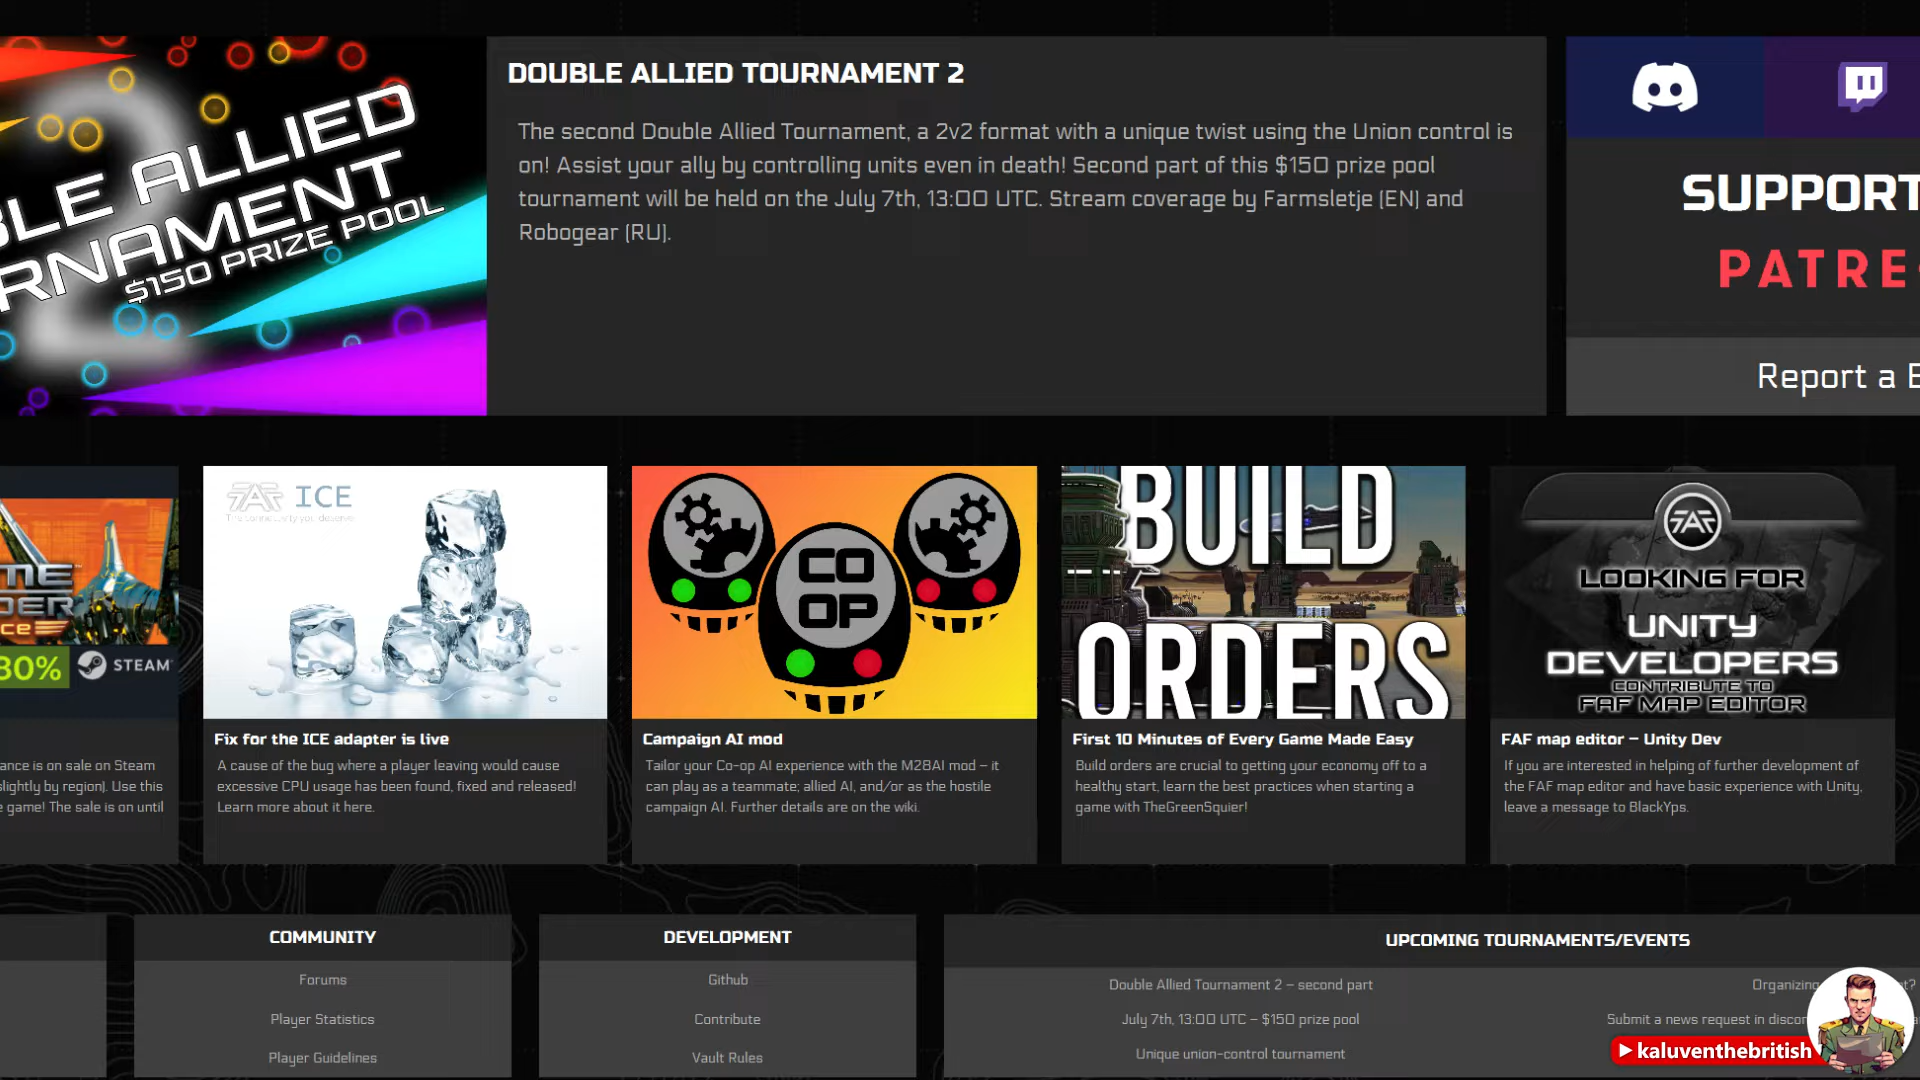 BLE ALLIED
RNAMENT
$150 PRIZE POOL
DOUBLE ALLIED TOURNAMENT 2
The second Double Allied Tournament, a 2v2 format with a unique twist using the Union control is
on! Assist your ally by controlling units even in death! Second part of this $150 prize pool
tournament will be held on the July 7th, 13:00 UTC. Stream coverage by Farmsletje (EN) and
Robogear (RU).
SUPPORT
PATRE
Report a B
80%
STEAM
ance is on sale on Steam
slightly by region). Use this
e game! The sale is on until
FAF ICE
The connectivity you deserve
Fix for the ICE adapter is live
A cause of the bug where a player leaving would cause
excessive CPU usage has been found, fixed and released!
Learn more about it here.
CO
OP
Campaign AI mod
Tailor your Co-op AI experience with the M28AI mod – it
can play as a teammate; allied AI, and/or as the hostile
campaign AI. Further details are on the wiki.
BUILD
ORDERS
First 10 Minutes of Every Game Made Easy
Build orders are crucial to getting your economy off to a
healthy start, learn the best practices when starting a
game with TheGreenSquier!
FAF
LOOKING FOR
UNITY
DEVELOPERS
CONTRIBUTE TO
FAF MAP EDITOR
FAF map editor – Unity Dev
If you are interested in helping of further development of
the FAF map editor and have basic experience with Unity,
leave a message to BlackYps.
COMMUNITY
Forums
Player Statistics
Player Guidelines
DEVELOPMENT
Github
Contribute
Vault Rules
UPCOMING TOURNAMENTS/EVENTS
Double Allied Tournament 2 – second part
July 7th, 13:00 UTC – $150 prize pool
Unique union-control tournament
Organizing
Submit a news request in discor
kaluventhebritish